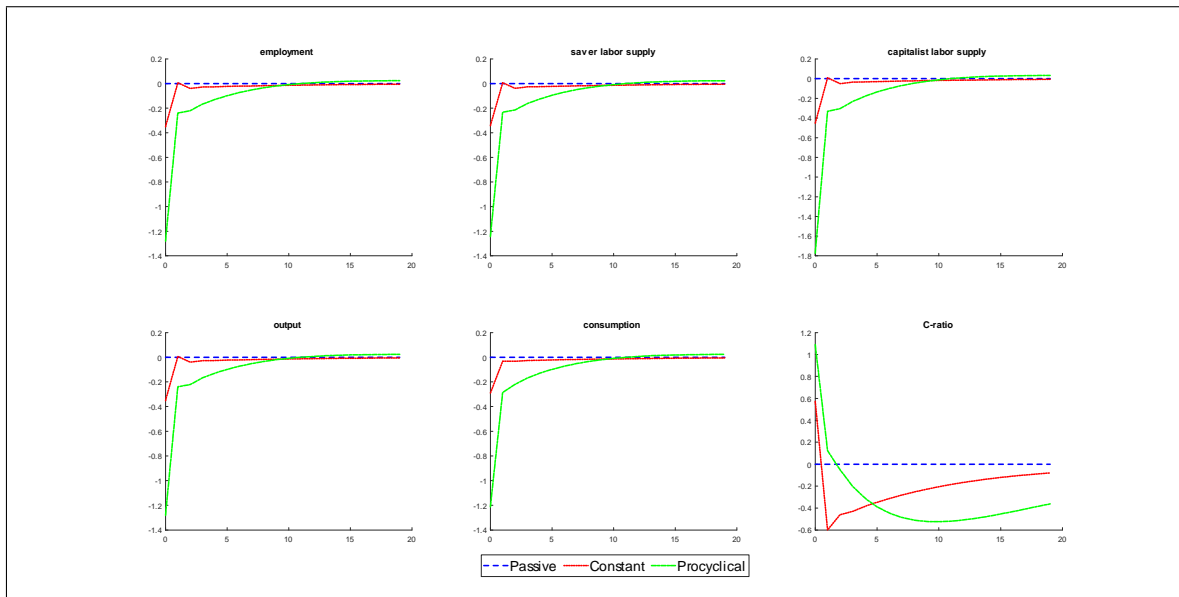 employment saver labor supply capitalist labor supply
0.2 0.2 0.2
0 0 0
-0.2 -0.2 -0.2
-0.4 -0.4 -0.4
-0.6 -0.6 -0.6
-0.8 -0.8 -0.8
-1 -1 -1
-1.2 -1.2 -1.2
-1.4 -1.4 -1.4
-1.6
-1.8
0 5 10 15 20 0 5 10 15 20 0 5 10 15 20
output consumption C-ratio
0.2 0.2 1.2
0 0 1
-0.2 -0.2 0.8
-0.4 -0.4 0.6
-0.6 -0.6 0.4
-0.8 -0.8 0.2
-1 -1 0
-1.2 -1.2 -0.2
-1.4 -1.4 -0.4
-0.6
0 5 10 15 20 0 5 10 15 20 0 5 10 15 20
Passive Constant Procyclical